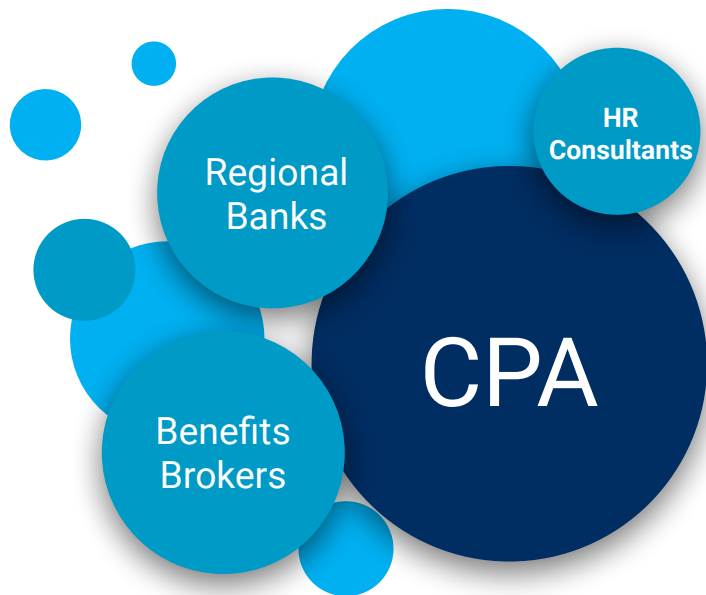 HR
Consultants
Regional
Banks
CPA
Benefits
Brokers